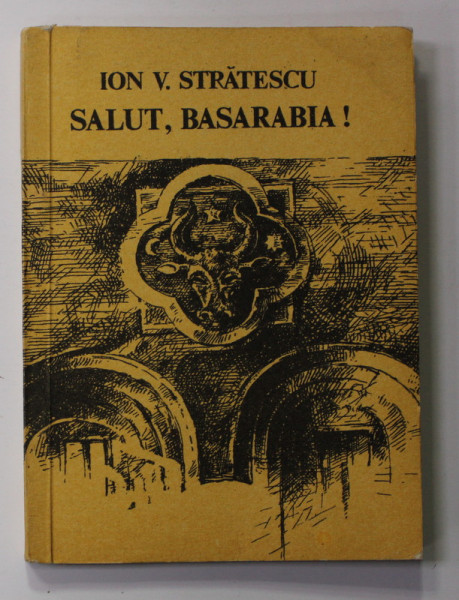 ION V. STRĂTESCU
SALUT, BASARABIA !